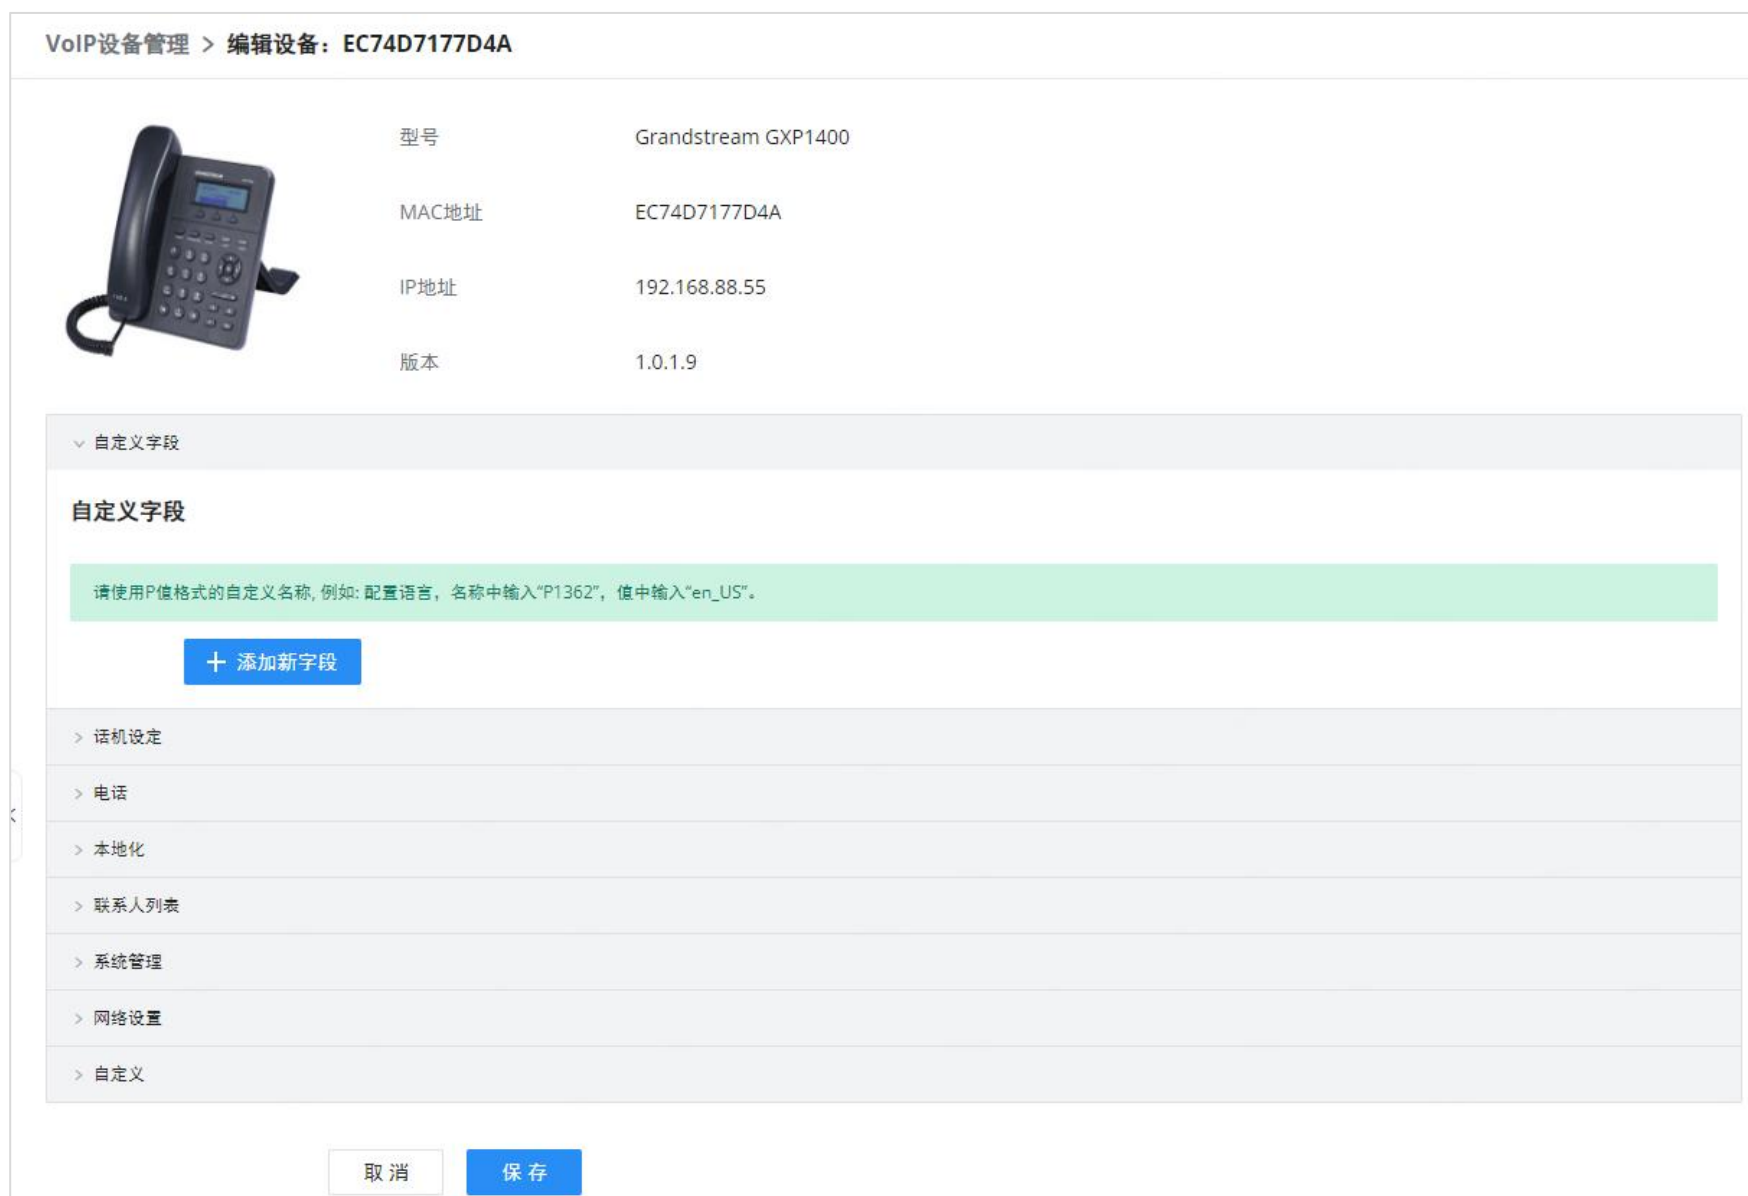 VoIP设备管理 > 编辑设备：EC74D7177D4A
型号 Grandstream GXP1400
MAC地址 EC74D7177D4A
IP地址 192.168.88.55
版本 1.0.1.9
自定义字段
自定义字段
请使用P值格式的自定义名称, 例如: 配置语言，名称中输入“P1362”，值中输入“en_US”。
+ 添加新字段
> 话机设定
> 电话
> 本地化
> 联系人列表
> 系统管理
> 网络设置
> 自定义
取 消 保 存